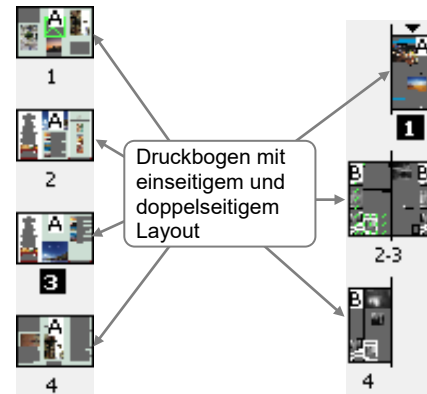 A
1
A
2
A
3
A
4
Druckbogen mit
einseitigem und
doppelseitigem
Layout
A
1
B B
2-3
B
4